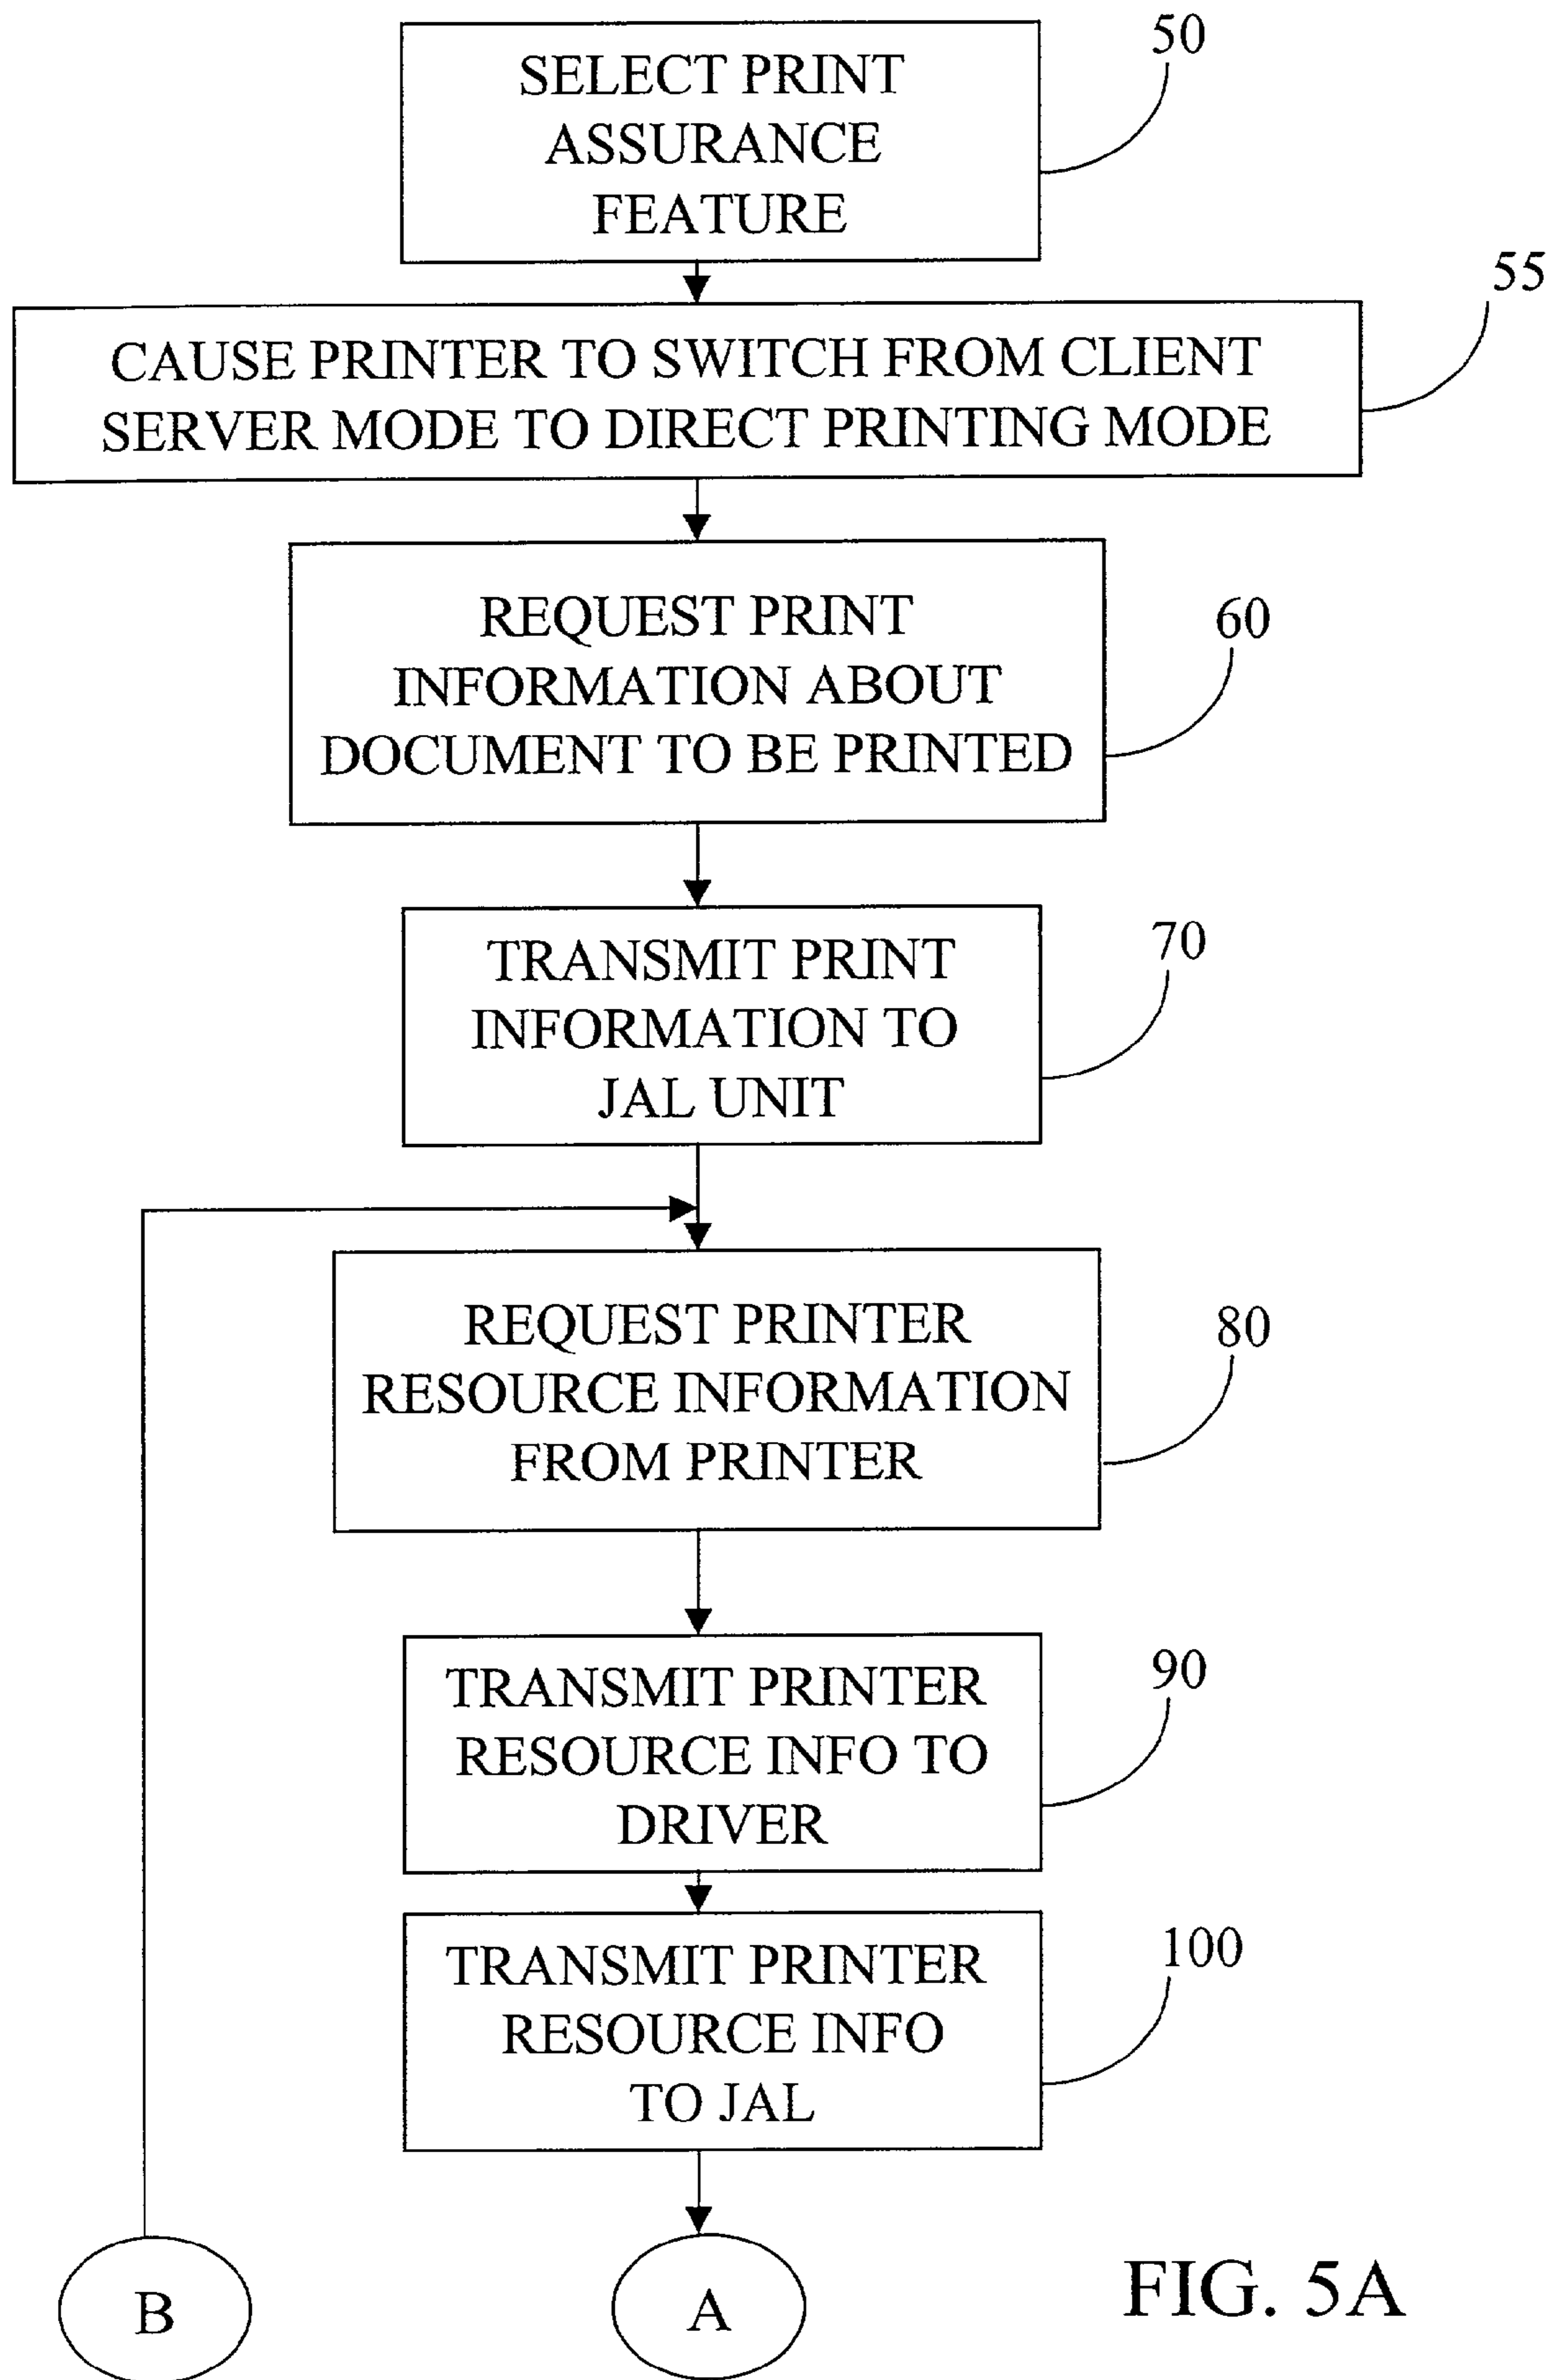 SELECT PRINT
ASSURANCE
FEATURE
50
CAUSE PRINTER TO SWITCH FROM CLIENT
SERVER MODE TO DIRECT PRINTING MODE
55
REQUEST PRINT
INFORMATION ABOUT
DOCUMENT TO BE PRINTED
60
TRANSMIT PRINT
INFORMATION TO
JAL UNIT
70
REQUEST PRINTER
RESOURCE INFORMATION
FROM PRINTER
80
TRANSMIT PRINTER
RESOURCE INFO TO
DRIVER
90
TRANSMIT PRINTER
RESOURCE INFO
TO JAL
100
B
A
FIG. 5A